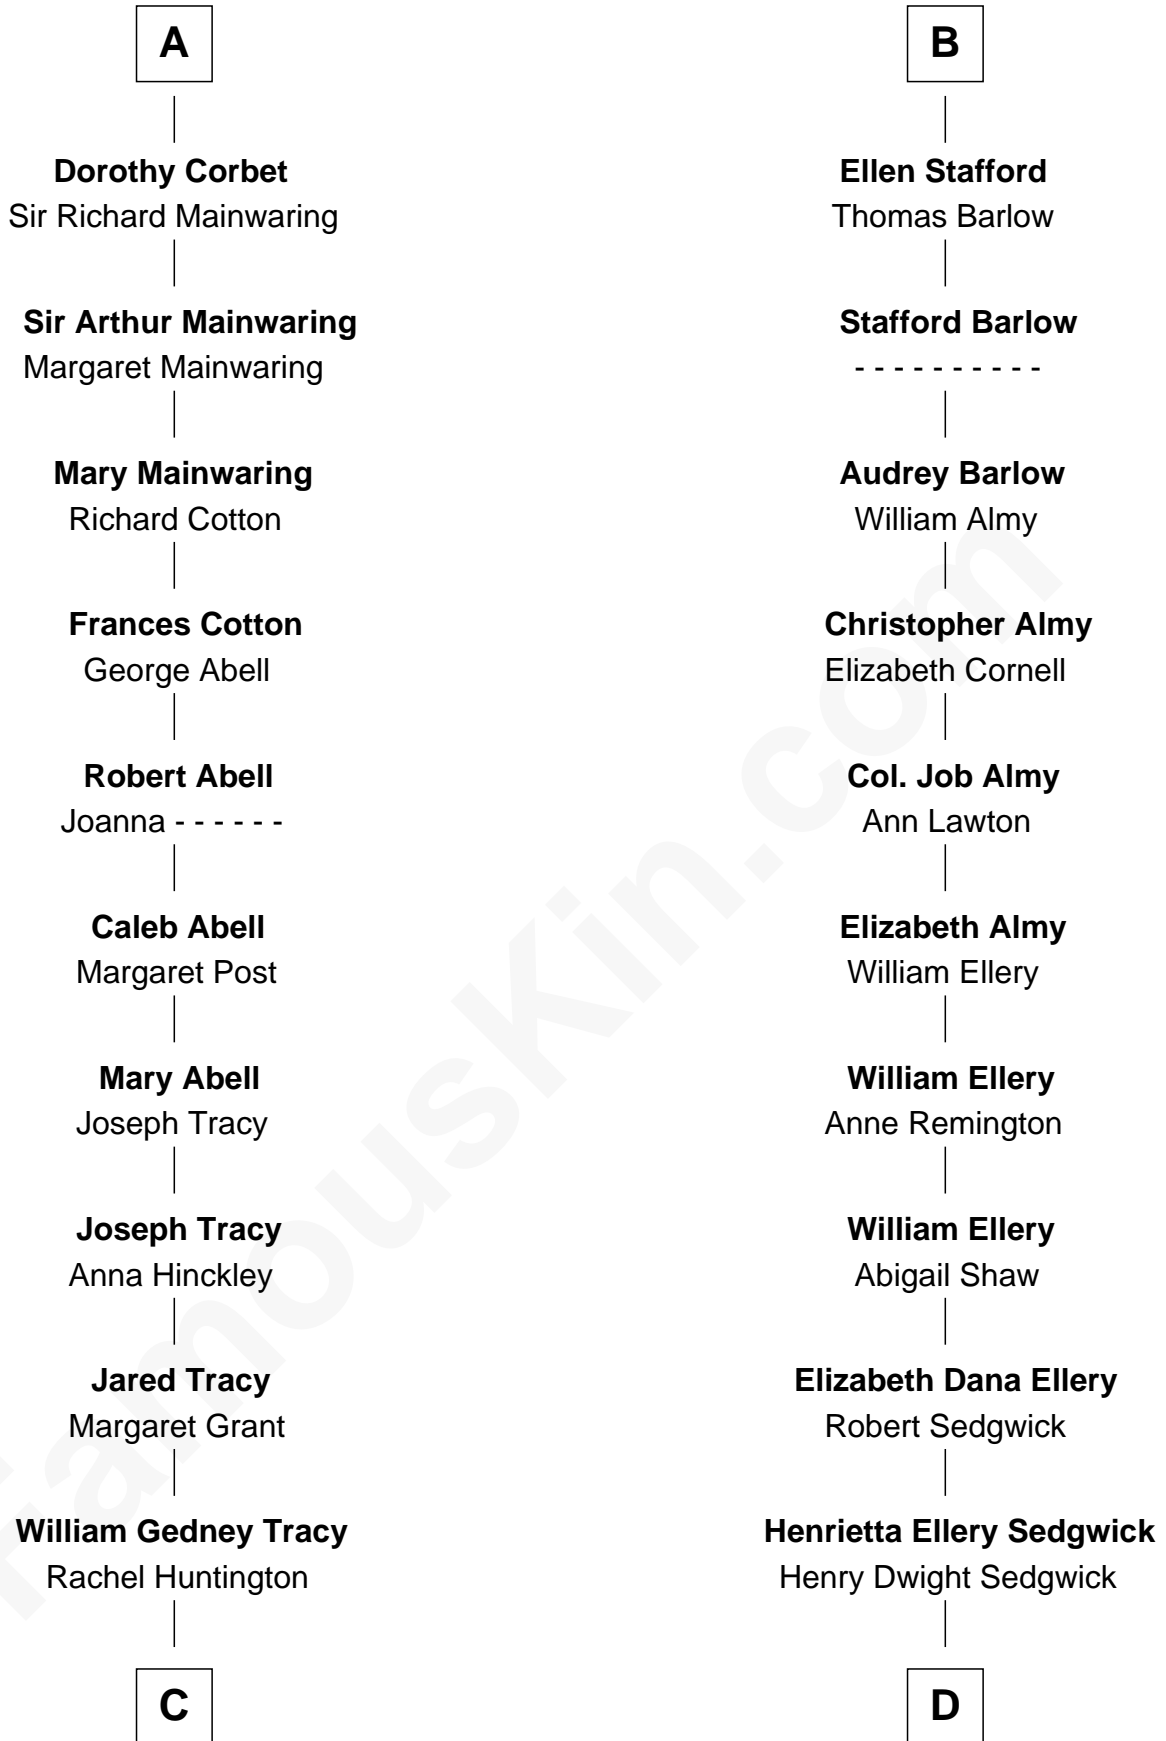 A
Dorothy Corbet
Sir Richard Mainwaring
Sir Arthur Mainwaring
Margaret Mainwaring
Mary Mainwaring
Richard Cotton
Frances Cotton
George Abell
Robert Abell
Joanna - - - - - -
Caleb Abell
Margaret Post
Mary Abell
Joseph Tracy
Joseph Tracy
Anna Hinckley
Jared Tracy
Margaret Grant
William Gedney Tracy
Rachel Huntington
C
B
Ellen Stafford
Thomas Barlow
Stafford Barlow
- - - - - - - - - -
Audrey Barlow
William Almy
Christopher Almy
Elizabeth Cornell
Col. Job Almy
Ann Lawton
Elizabeth Almy
William Ellery
William Ellery
Anne Remington
William Ellery
Abigail Shaw
Elizabeth Dana Ellery
Robert Sedgwick
Henrietta Ellery Sedgwick
Henry Dwight Sedgwick
D
FamousKin.com